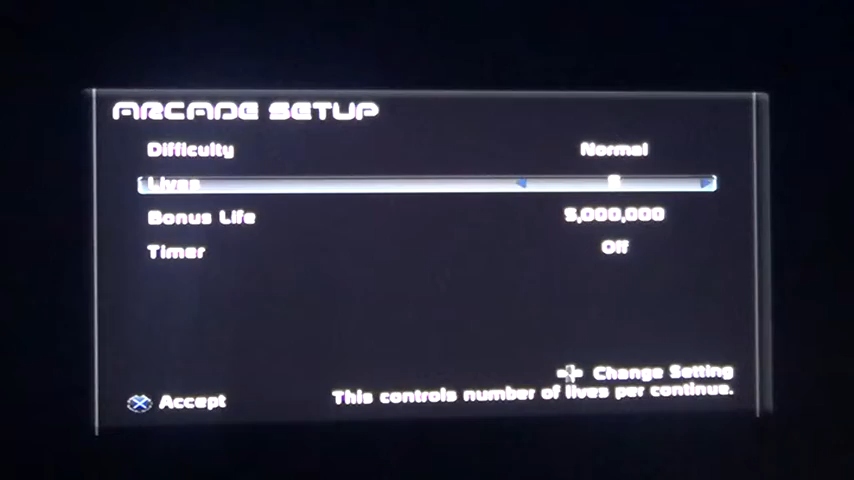 ARCADE SETUP
Difficulty Normal
Lives
Bonus Life 5,000,000
Timer Off
Change Setting
Accept This controls number of lives per continue.